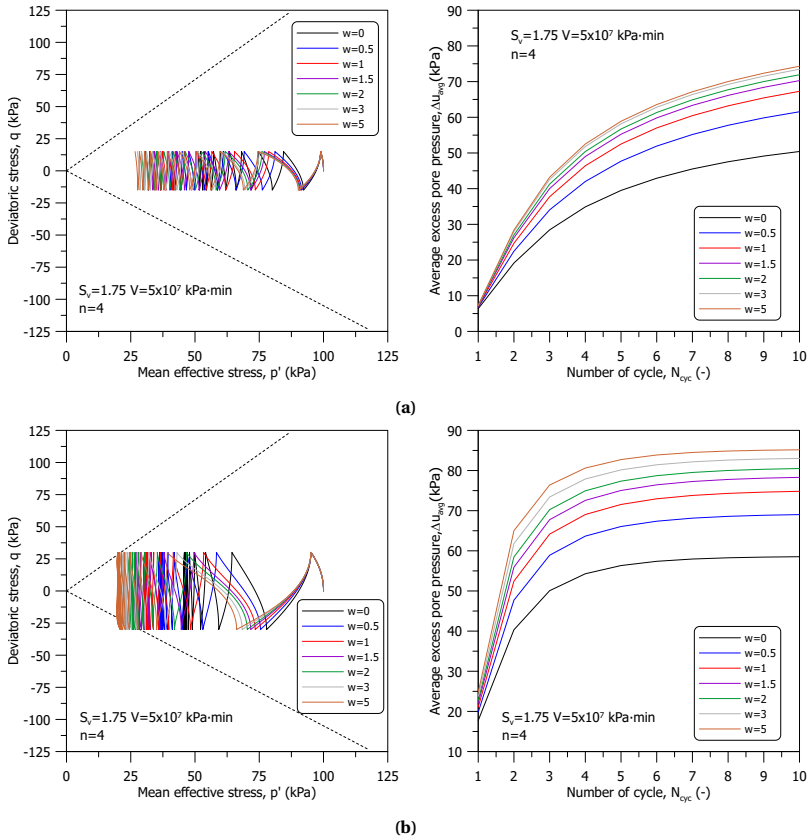 125
100
75
50
25
0
-25
-50
-75
-100
-125
Deviatoric stress, q (kPa)
w=0
w=0.5
w=1
w=1.5
w=2
w=3
w=5
Sᵥ=1.75 V=5x10⁷ kPa·min
n=4
0 25 50 75 100 125
Mean effective stress, p' (kPa)
90
80
70
60
50
40
30
20
10
0
Average excess pore pressure,Δu_avg(kPa)
Sᵥ=1.75 V=5x10⁷ kPa·min
n=4
w=0
w=0.5
w=1
w=1.5
w=2
w=3
w=5
1 2 3 4 5 6 7 8 9 10
Number of cycle, N_cyc (-)
(a)
125
100
75
50
25
0
-25
-50
-75
-100
-125
Deviatoric stress, q (kPa)
w=0
w=0.5
w=1
w=1.5
w=2
w=3
w=5
Sᵥ=1.75 V=5x10⁷ kPa·min
n=4
0 25 50 75 100 125
Mean effective stress, p' (kPa)
90
80
70
60
50
40
30
20
10
Average excess pore pressure,Δu_avg(kPa)
w=0
w=0.5
w=1
w=1.5
w=2
w=3
w=5
Sᵥ=1.75 V=5x10⁷ kPa·min
n=4
1 2 3 4 5 6 7 8 9 10
Number of cycle, N_cyc (-)
(b)